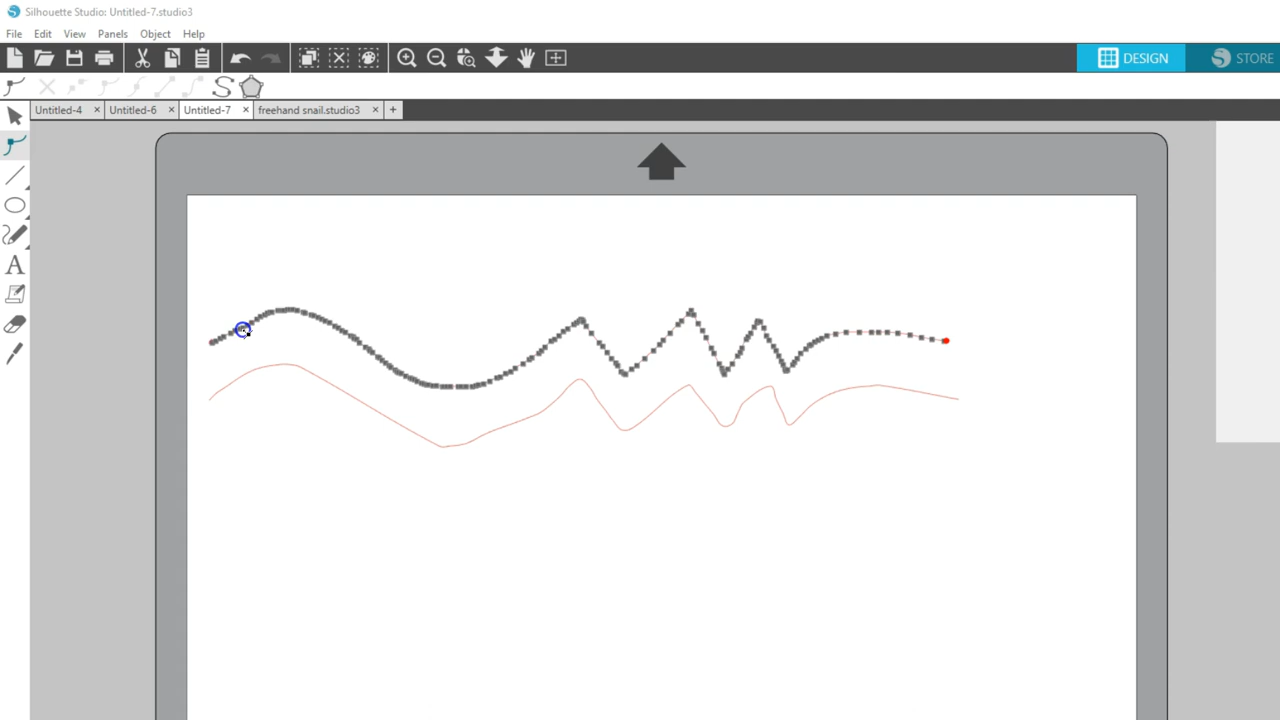 Silhouette Studio: Untitled-7.studio3
File Edit View Panels Object Help
DESIGN STORE
Untitled-4 × Untitled-6 × Untitled-7 × freehand snail.studio3 × +
A